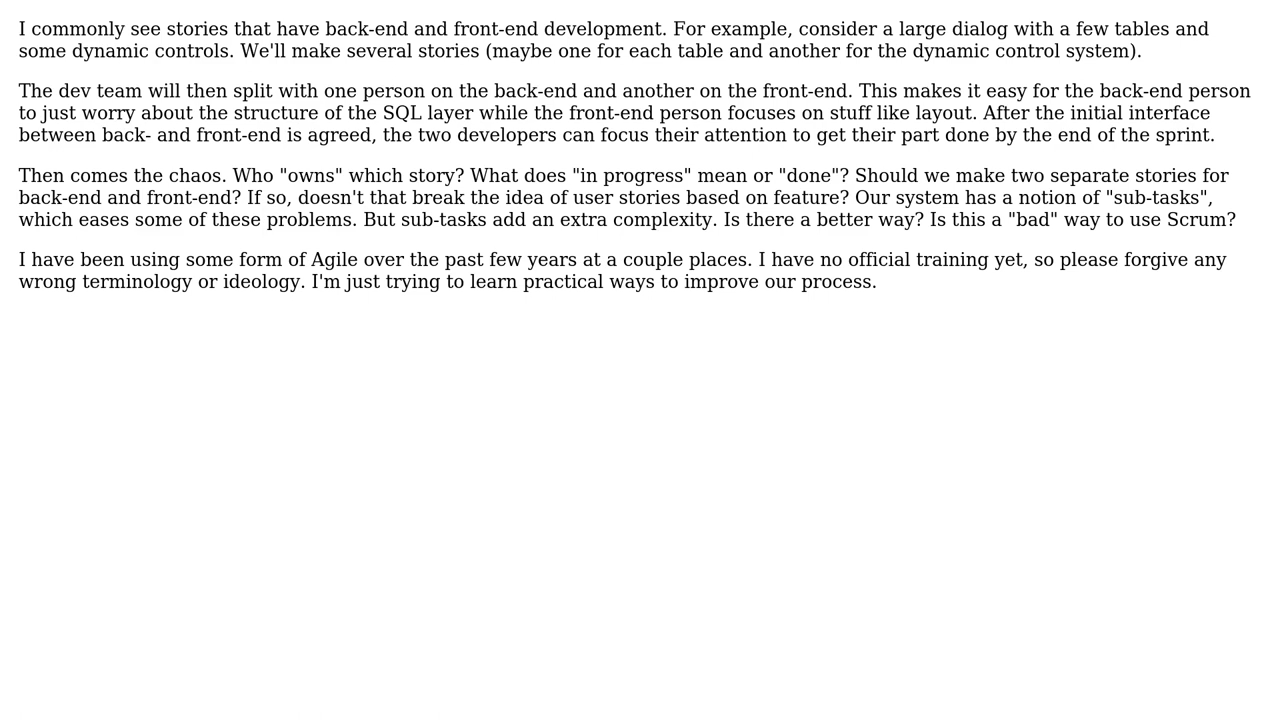 I commonly see stories that have back-end and front-end development. For example, consider a large dialog with a few tables and
some dynamic controls. We'll make several stories (maybe one for each table and another for the dynamic control system).
The dev team will then split with one person on the back-end and another on the front-end. This makes it easy for the back-end person
to just worry about the structure of the SQL layer while the front-end person focuses on stuff like layout. After the initial interface
between back- and front-end is agreed, the two developers can focus their attention to get their part done by the end of the sprint.
Then comes the chaos. Who "owns" which story? What does "in progress" mean or "done"? Should we make two separate stories for
back-end and front-end? If so, doesn't that break the idea of user stories based on feature? Our system has a notion of "sub-tasks",
which eases some of these problems. But sub-tasks add an extra complexity. Is there a better way? Is this a "bad" way to use Scrum?
I have been using some form of Agile over the past few years at a couple places. I have no official training yet, so please forgive any
wrong terminology or ideology. I'm just trying to learn practical ways to improve our process.